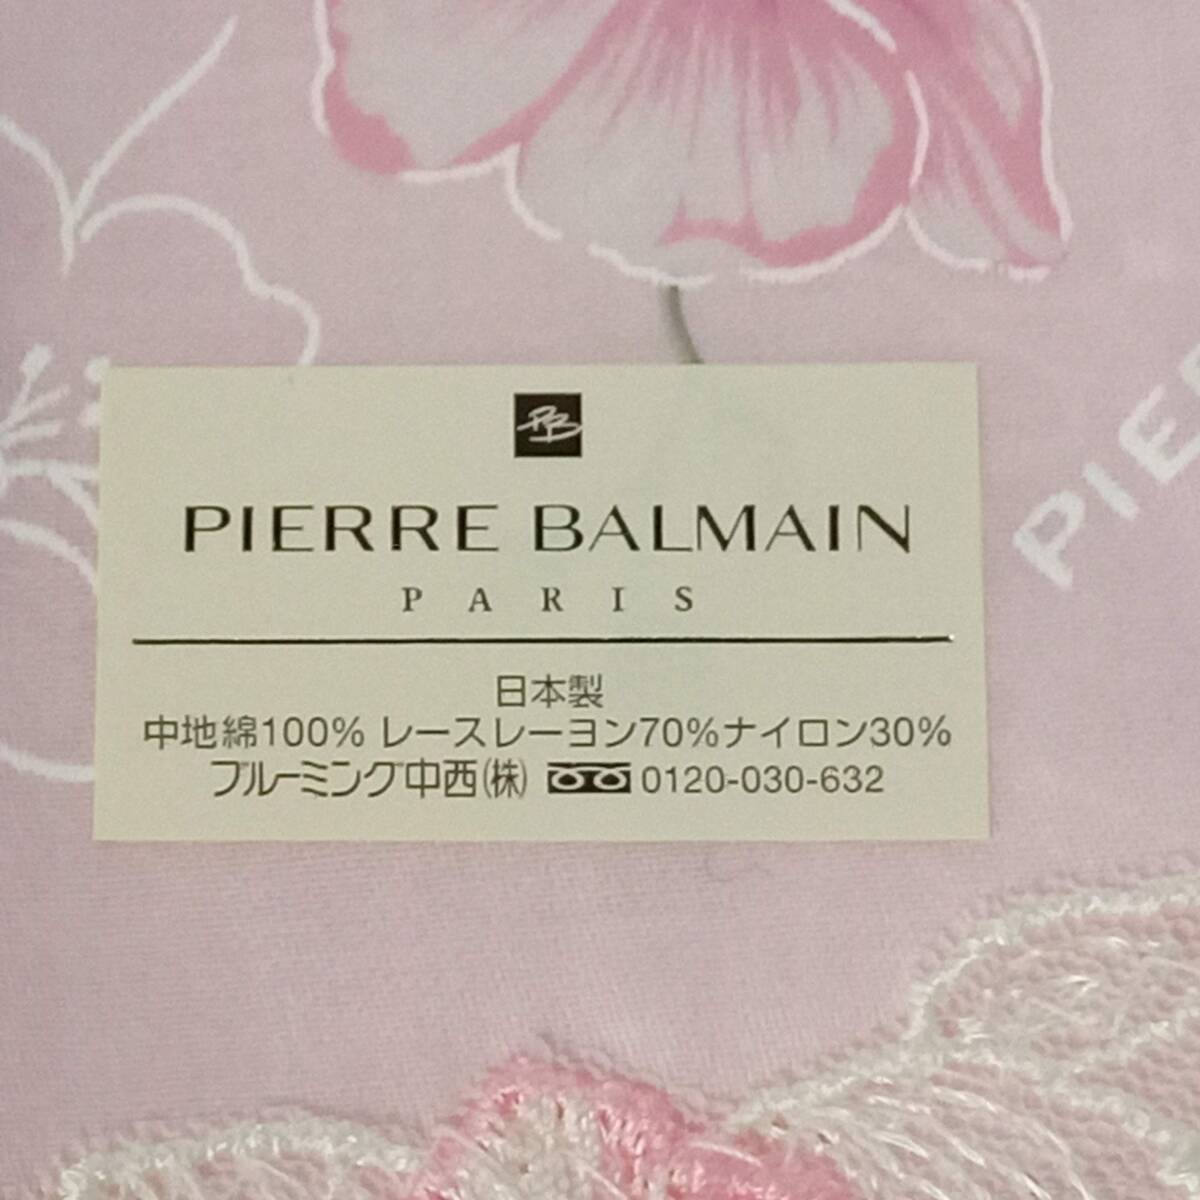 PB
PIERRE BALMAIN
PARIS
日本製
中地綿100% レースレーヨン70%ナイロン30%
ブルーミング中西(株) 0120-030-632
PIE